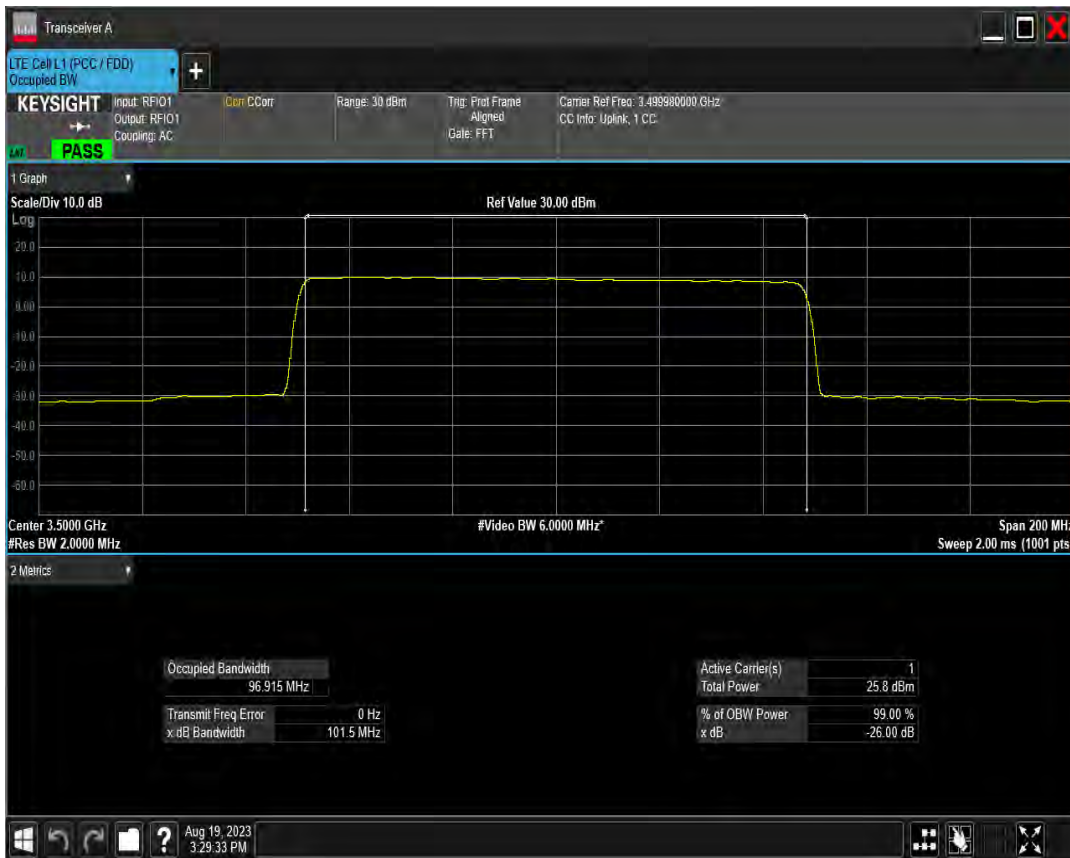 Transceiver A
LTE Cell L1 (PCC / FDD)
Occupied BW
+
KEYSIGHT
Input: RFIO1
Output: RFIO1
Coupling: AC
Corr CCorr
Range: 30 dBm
Trig: Prot Frame
Aligned
Gate: FFT
Carrier Ref Freq: 3.499980000 GHz
CC Info: Uplink, 1 CC
PASS
1 Graph
Scale/Div 10.0 dB
Ref Value 30.00 dBm
Log
20.0
10.0
0.00
-10.0
-20.0
-30.0
-40.0
-50.0
-60.0
Center 3.5000 GHz
#Video BW 6.0000 MHz*
Span 200 MHz
#Res BW 2.0000 MHz
Sweep 2.00 ms (1001 pts
2 Metrics
Occupied Bandwidth
96.915 MHz
Transmit Freq Error 0 Hz
x dB Bandwidth 101.5 MHz
Active Carrier(s) 1
Total Power 25.8 dBm
% of OBW Power 99.00 %
x dB -26.00 dB
?
Aug 19, 2023
3:29:33 PM